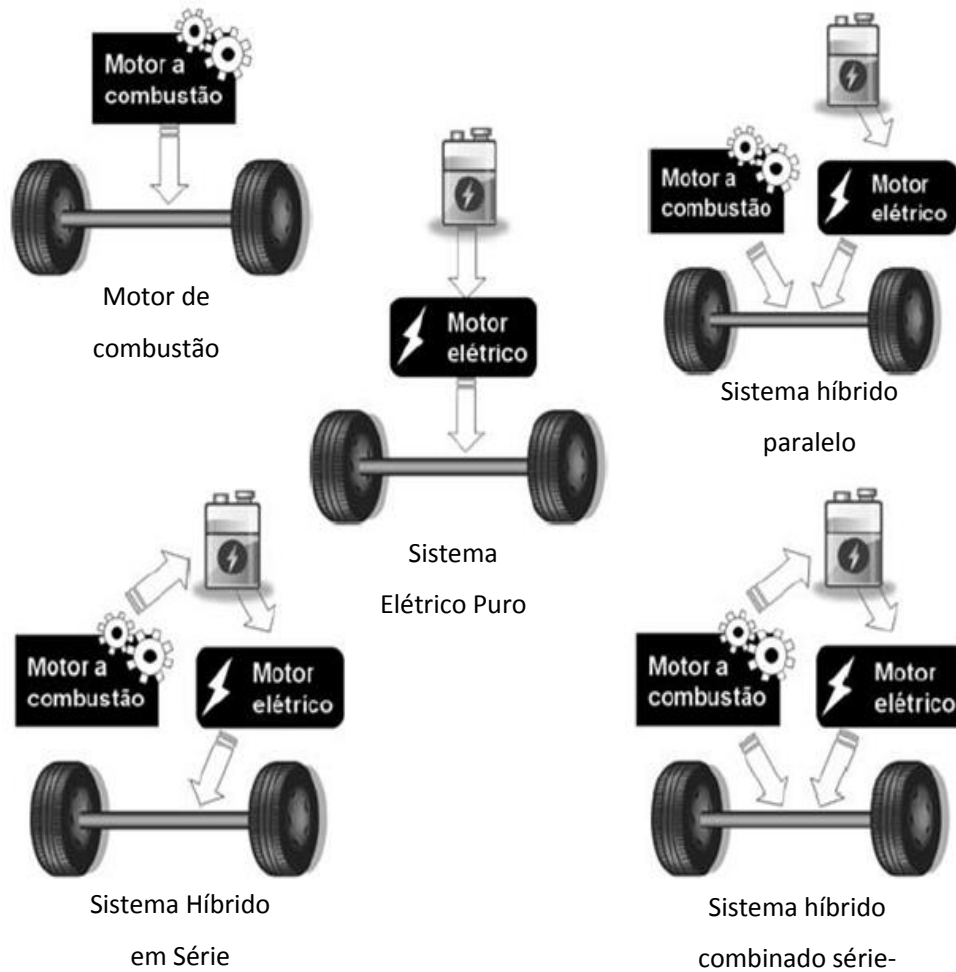 Motor a
combustão
Motor de
combustão
Motor
elétrico
Sistema
Elétrico Puro
Motor a
combustão
Motor
elétrico
Sistema híbrido
paralelo
Motor a
combustão
Motor
elétrico
Sistema Híbrido
em Série
Motor a
combustão
Motor
elétrico
Sistema híbrido
combinado série-